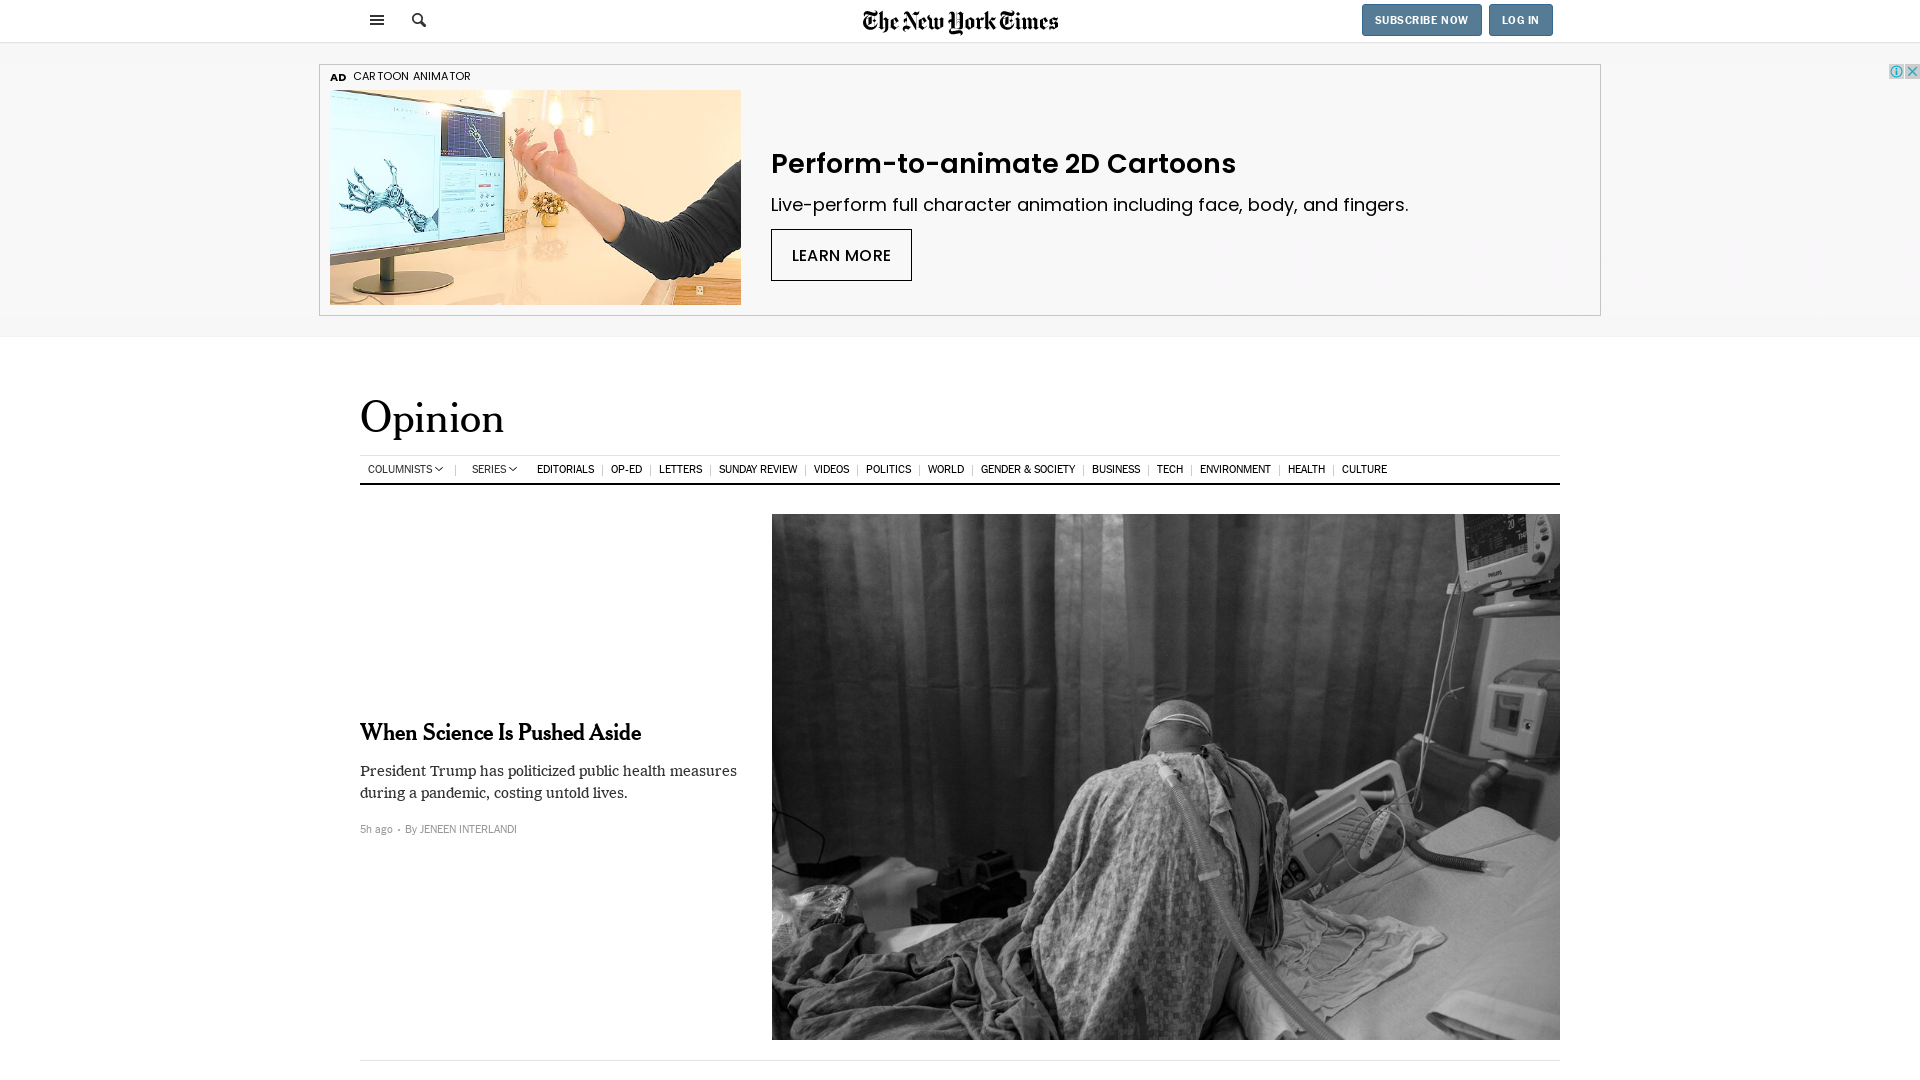 The New York Times
SUBSCRIBE NOW
LOG IN
AD CARTOON ANIMATOR
Perform-to-animate 2D Cartoons
Live-perform full character animation including face, body, and fingers.
LEARN MORE
Opinion
COLUMNISTS SERIES EDITORIALS OP-ED LETTERS SUNDAY REVIEW VIDEOS POLITICS WORLD GENDER & SOCIETY BUSINESS TECH ENVIRONMENT HEALTH CULTURE
20
PHILIPS
When Science Is Pushed Aside
President Trump has politicized public health measures
during a pandemic, costing untold lives.
5h ago • By JENEEN INTERLANDI